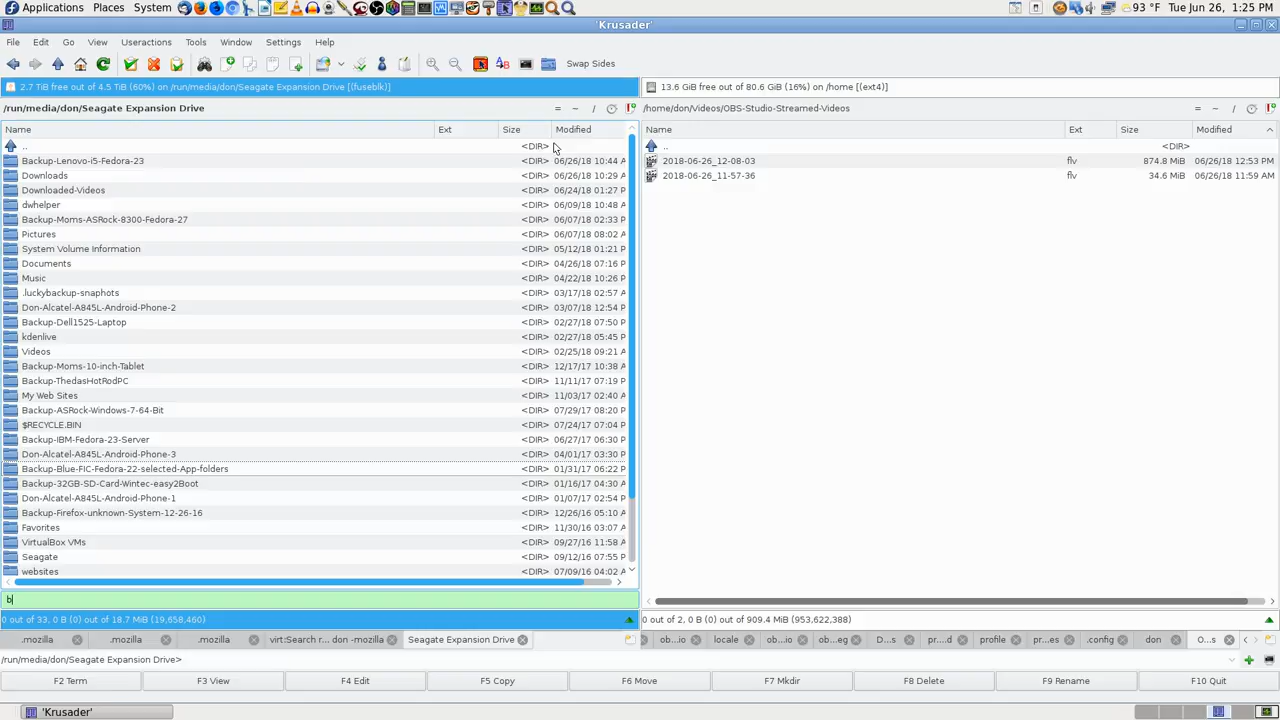 Applications Places System 93 °F Tue Jun 26, 1:25 PM
'Krusader'
File Edit Go View Useractions Tools Window Settings Help
Swap Sides
2.7 TiB free out of 4.5 TiB (60%) on /run/media/don/Seagate Expansion Drive [(fuseblk)]
13.6 GiB free out of 80.6 GiB (16%) on /home [(ext4)]
/run/media/don/Seagate Expansion Drive = ~ /
/home/don/Videos/OBS-Studio-Streamed-Videos = ~ /
Name Ext Size Modified
Name Ext Size Modified
.. <DIR>
.. <DIR>
Backup-Lenovo-i5-Fedora-23 <DIR> 06/26/18 10:44 A
2018-06-26_12-08-03 flv 874.8 MiB 06/26/18 12:53 PM
Downloads <DIR> 06/26/18 10:29 A
2018-06-26_11-57-36 flv 34.6 MiB 06/26/18 11:59 AM
Downloaded-Videos <DIR> 06/24/18 01:27 P
dwhelper <DIR> 06/09/18 10:48 A
Backup-Moms-ASRock-8300-Fedora-27 <DIR> 06/07/18 02:33 P
Pictures <DIR> 06/07/18 08:02 A
System Volume Information <DIR> 05/12/18 01:21 P
Documents <DIR> 04/26/18 07:16 P
Music <DIR> 04/22/18 10:26 P
.luckybackup-snaphots <DIR> 03/17/18 02:57 A
Don-Alcatel-A845L-Android-Phone-2 <DIR> 03/07/18 12:54 P
Backup-Dell1525-Laptop <DIR> 02/27/18 07:50 P
kdenlive <DIR> 02/27/18 05:45 P
Videos <DIR> 02/25/18 09:21 A
Backup-Moms-10-inch-Tablet <DIR> 12/17/17 10:38 A
Backup-ThedasHotRodPC <DIR> 11/11/17 07:19 P
My Web Sites <DIR> 11/03/17 02:40 A
Backup-ASRock-Windows-7-64-Bit <DIR> 07/29/17 08:20 P
$RECYCLE.BIN <DIR> 07/24/17 07:04 P
Backup-IBM-Fedora-23-Server <DIR> 06/27/17 06:30 P
Don-Alcatel-A845L-Android-Phone-3 <DIR> 04/01/17 03:30 P
Backup-Blue-FIC-Fedora-22-selected-App-folders <DIR> 01/31/17 06:22 P
Backup-32GB-SD-Card-Wintec-easy2Boot <DIR> 01/16/17 04:30 A
Don-Alcatel-A845L-Android-Phone-1 <DIR> 01/07/17 02:54 P
Backup-Firefox-unknown-System-12-26-16 <DIR> 12/26/16 05:10 A
Favorites <DIR> 11/30/16 03:07 A
VirtualBox VMs <DIR> 09/27/16 11:58 A
Seagate <DIR> 09/12/16 07:55 P
websites <DIR> 07/09/16 04:02 A
b
0 out of 33, 0 B (0) out of 18.7 MiB (19,658,460)
0 out of 2, 0 B (0) out of 909.4 MiB (953,622,388)
.mozilla .mozilla .mozilla virt:Search r... don -mozilla Seagate Expansion Drive
ob...io locale ob...io ob...eg D...s pr....d profile pr...es .config don O...s
/run/media/don/Seagate Expansion Drive>
F2 Term F3 View F4 Edit F5 Copy F6 Move F7 Mkdir F8 Delete F9 Rename F10 Quit
'Krusader'